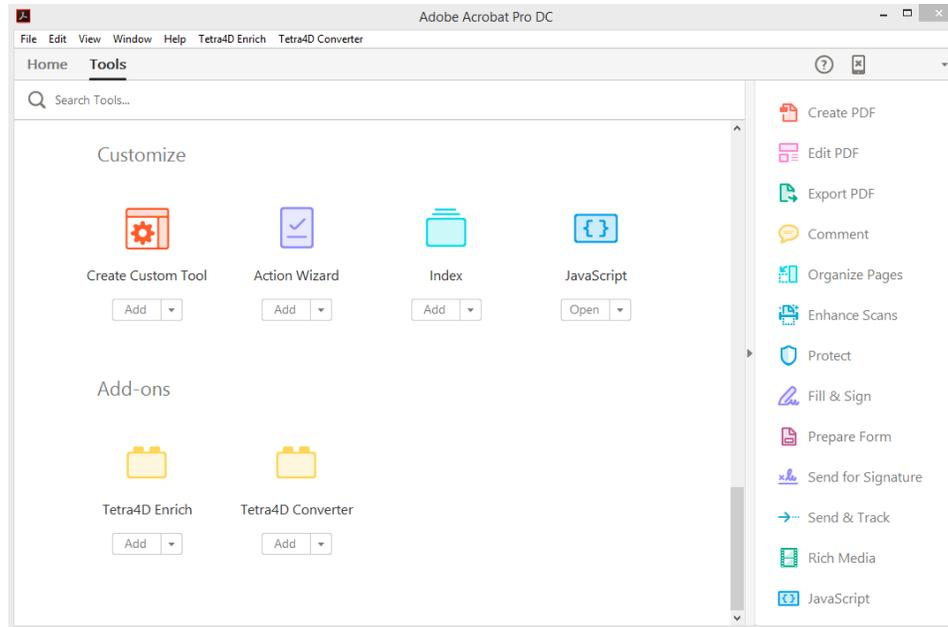 Adobe Acrobat Pro DC
File Edit View Window Help Tetra4D Enrich Tetra4D Converter
Home Tools
Search Tools...
Customize
Create Custom Tool Action Wizard Index JavaScript
Add Add Add Open
Add-ons
Tetra4D Enrich Tetra4D Converter
Add Add
Create PDF
Edit PDF
Export PDF
Comment
Organize Pages
Enhance Scans
Protect
Fill & Sign
Prepare Form
Send for Signature
Send & Track
Rich Media
JavaScript